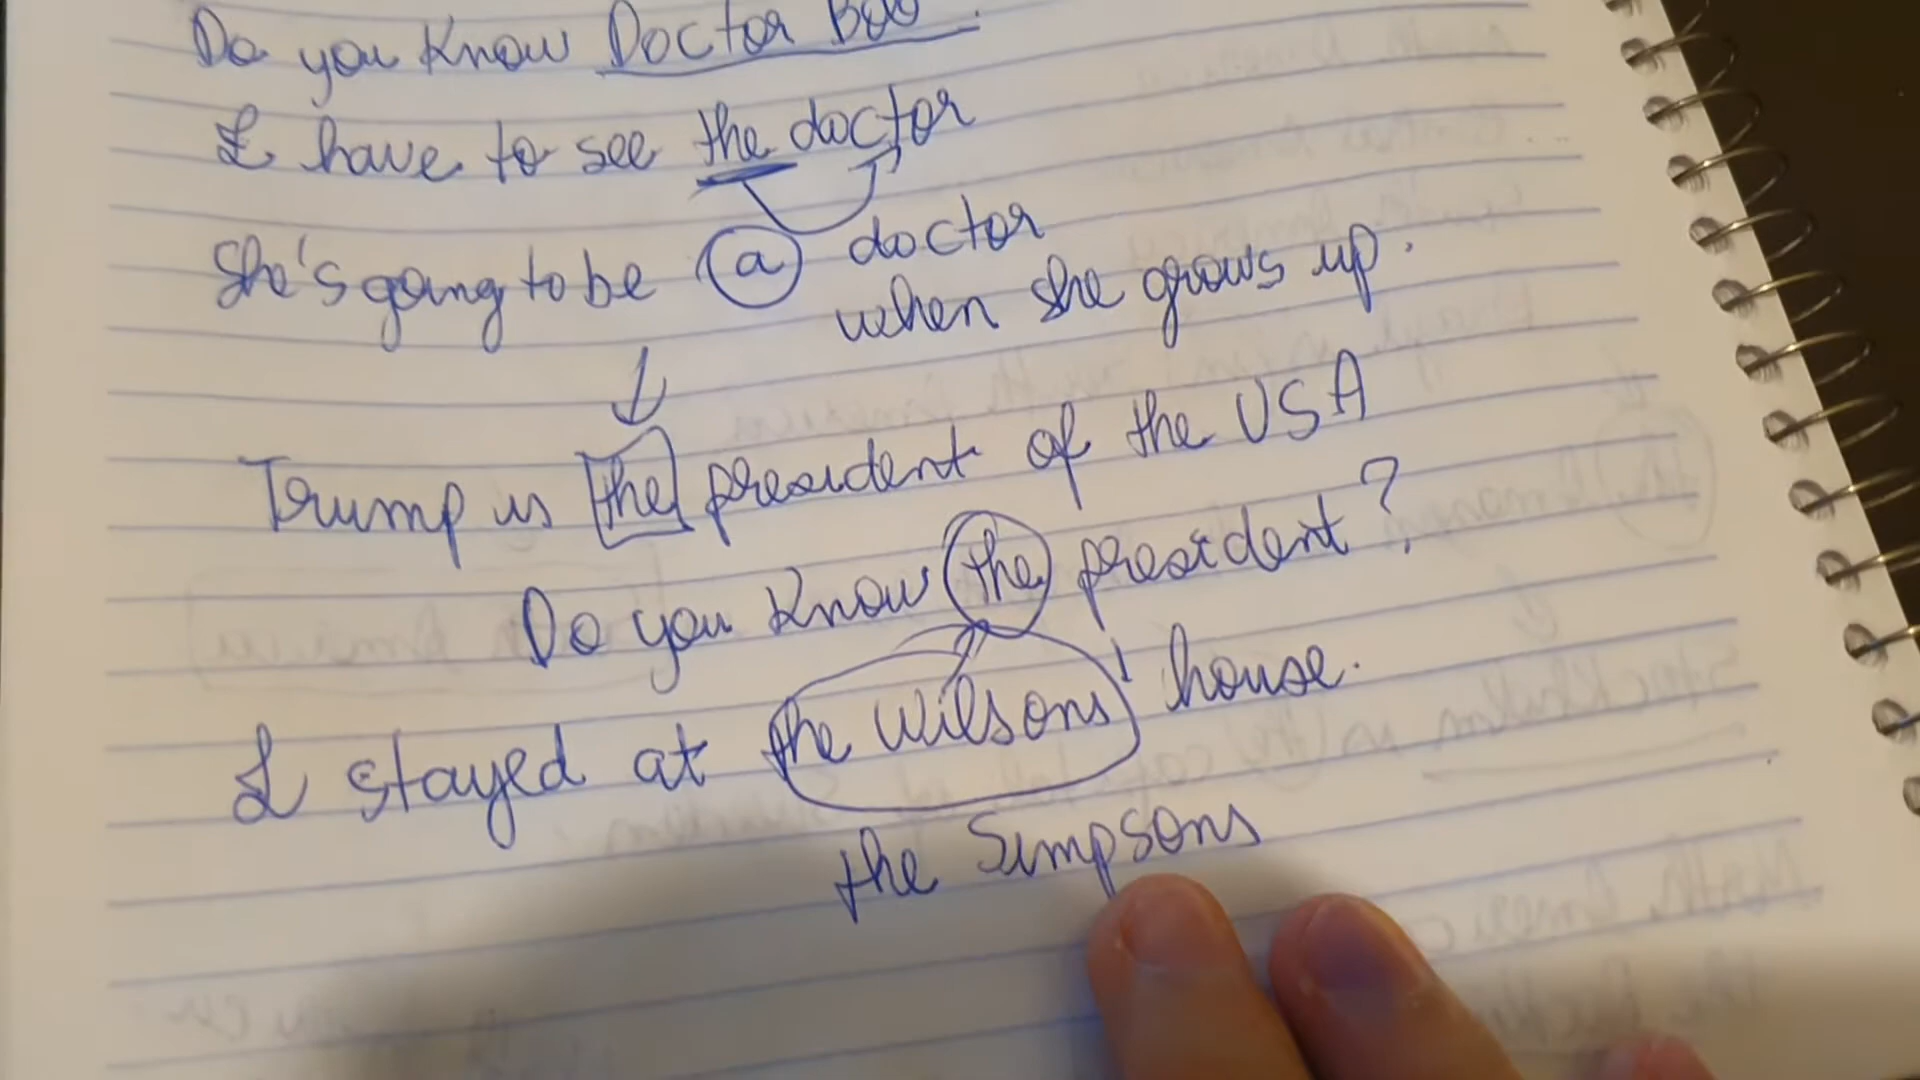 Do you know Doctor Bob.
I have to see the doctor
She's going to be a doctor
when she grows up.
Trump is the president of the USA
Do you know the president?
I stayed at the Wilsons' house.
the Simpsons